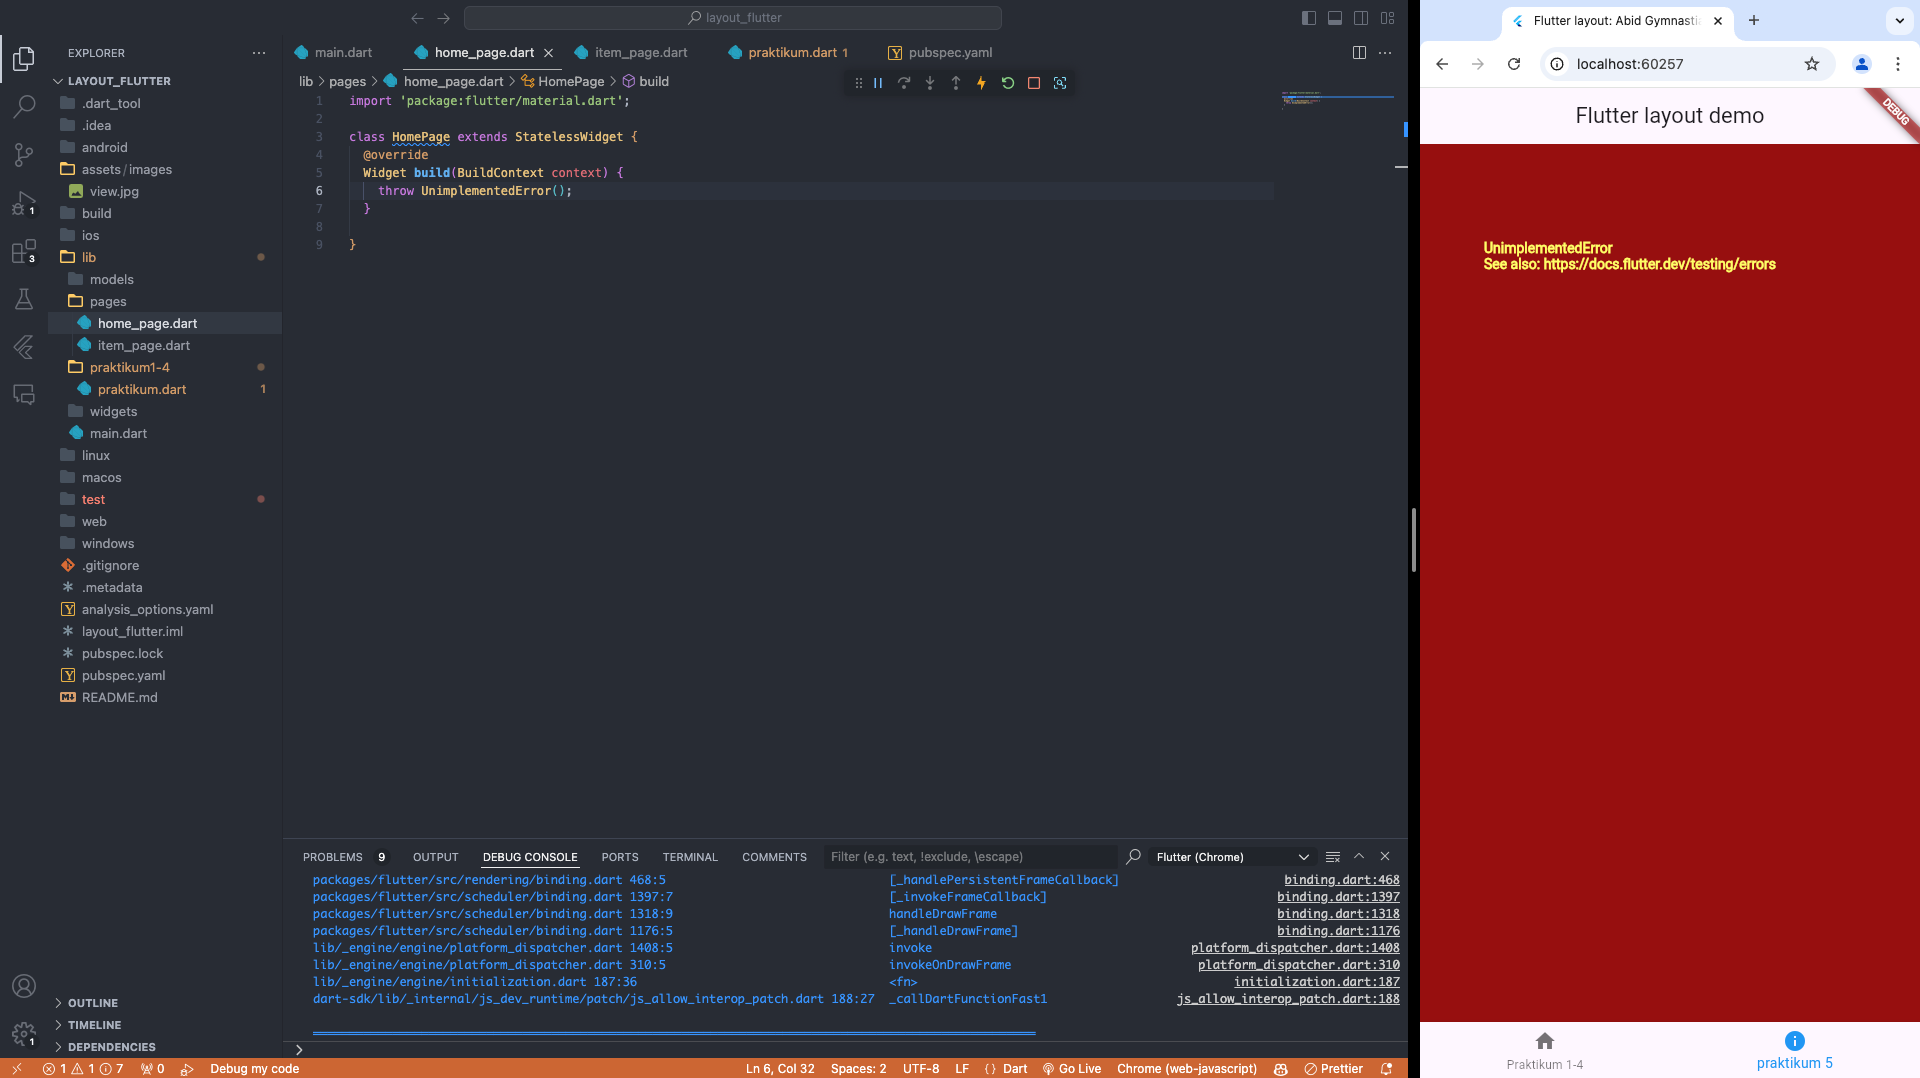 layout_flutter
EXPLORER
LAYOUT_FLUTTER
.dart_tool
.idea
android
assets / images
view.jpg
build
ios
lib
models
pages
home_page.dart
item_page.dart
praktikum1-4
praktikum.dart 1
widgets
main.dart
linux
macos
test
web
windows
.gitignore
.metadata
analysis_options.yaml
layout_flutter.iml
pubspec.lock
pubspec.yaml
README.md
OUTLINE
TIMELINE
DEPENDENCIES
1
3
1
main.dart home_page.dart item_page.dart praktikum.dart 1 pubspec.yaml
lib > pages > home_page.dart > HomePage > build
1 import 'package:flutter/material.dart';
2
3 class HomePage extends StatelessWidget {
4 @override
5 Widget build(BuildContext context) {
6 throw UnimplementedError();
7 }
8
9 }
PROBLEMS 9 OUTPUT DEBUG CONSOLE PORTS TERMINAL COMMENTS Filter (e.g. text, !exclude, \escape) Flutter (Chrome)
packages/flutter/src/rendering/binding.dart 468:5 [_handlePersistentFrameCallback] binding.dart:468
packages/flutter/src/scheduler/binding.dart 1397:7 [_invokeFrameCallback] binding.dart:1397
packages/flutter/src/scheduler/binding.dart 1318:9 handleDrawFrame binding.dart:1318
packages/flutter/src/scheduler/binding.dart 1176:5 [_handleDrawFrame] binding.dart:1176
lib/_engine/engine/platform_dispatcher.dart 1408:5 invoke platform_dispatcher.dart:1408
lib/_engine/engine/platform_dispatcher.dart 310:5 invokeOnDrawFrame platform_dispatcher.dart:310
lib/_engine/engine/initialization.dart 187:36 <fn> initialization.dart:187
dart-sdk/lib/_internal/js_dev_runtime/patch/js_allow_interop_patch.dart 188:27 _callDartFunctionFast1 js_allow_interop_patch.dart:188
1 1 7 0 Debug my code Ln 6, Col 32 Spaces: 2 UTF-8 LF {} Dart Go Live Chrome (web-javascript) Prettier
Flutter layout: Abid Gymnasti
localhost:60257
Flutter layout demo
DEBUG
UnimplementedError
See also: https://docs.flutter.dev/testing/errors
Praktikum 1-4
praktikum 5